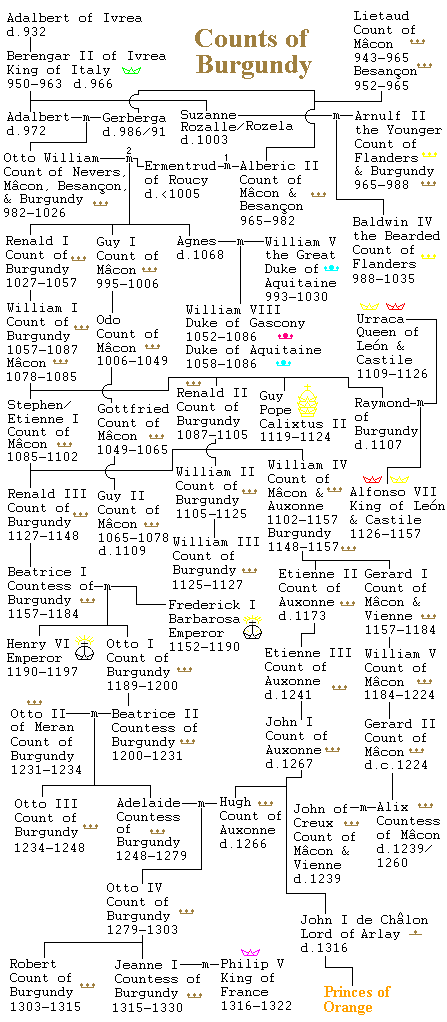 Counts of
Burgundy
Adalbert of Ivrea
d.932
Berengar II of Ivrea
King of Italy
950-963 d.966
Lietaud
Count of
Mâcon
943-965
Besançon
952-965
Adalbert
d.972
m
Gerberga
d.986/91
Suzanne
Rozalle/Rozela
d.1003
m
Arnulf II
the Younger
Count of
Flanders
& Burgundy
965-988
Otto William
Count of Nevers,
Mâcon, Besançon,
& Burgundy
982-1026
2
m
Ermentrud
of Roucy
d.<1005
1
m
Alberic II
Count of
Mâcon &
Besançon
965-982
Baldwin IV
the Bearded
Count of
Flanders
988-1035
Renald I
Count of
Burgundy
1027-1057
Guy I
Count of
Mâcon
995-1006
Agnes
d.1068
m
William V
the Great
Duke of
Aquitaine
993-1030
William I
Count of
Burgundy
1057-1087
Mâcon
1078-1085
Odo
Count of
Mâcon
1006-1049
William VIII
Duke of Gascony
1052-1086
Duke of Aquitaine
1058-1086
Urraca
Queen of
León &
Castile
1109-1126
Stephen/
Etienne I
Count of
Mâcon
1085-1102
Gottfried
Count of
Mâcon
1049-1065
Renald II
Count of
Burgundy
1087-1105
Guy
Pope
Calixtus II
1119-1124
Raymond
of
Burgundy
d.1107
m
Renald III
Count of
Burgundy
1127-1148
Guy II
Count of
Mâcon
1065-1078
d.1109
William II
Count of
Burgundy
1105-1125
William IV
Count of
Mâcon &
Auxonne
1102-1157
Burgundy
1148-1157
Alfonso VII
King of León
& Castile
1126-1157
William III
Count of
Burgundy
1125-1127
Beatrice I
Countess of
Burgundy
1157-1184
m
Frederick I
Barbarosa
Emperor
1152-1190
Etienne II
Count of
Auxonne
d.1173
Gerard I
Count of
Mâcon &
Vienne
1157-1184
Henry VI
Emperor
1190-1197
Otto I
Count of
Burgundy
1189-1200
Etienne III
Count of
Auxonne
d.1241
William V
Count of
Mâcon
1184-1224
Otto II
of Meran
Count of
Burgundy
1231-1234
m
Beatrice II
Countess of
Burgundy
1200-1231
John I
Count of
Auxonne
d.1267
Gerard II
Count of
Mâcon
d.c.1224
Otto III
Count of
Burgundy
1234-1248
Adelaide
Countess
of
Burgundy
1248-1279
m
Hugh
Count of
Auxonne
d.1266
John of
Creux
Count of
Mâcon &
Vienne
d.1239
m
Alix
Countess
of Mâcon
d.1239/
1260
Otto IV
Count of
Burgundy
1279-1303
John I de Châlon
Lord of Arlay
d.1316
Robert
Count of
Burgundy
1303-1315
Jeanne I
Countess of
Burgundy
1315-1330
m
Philip V
King of
France
1316-1322
Princes of
Orange